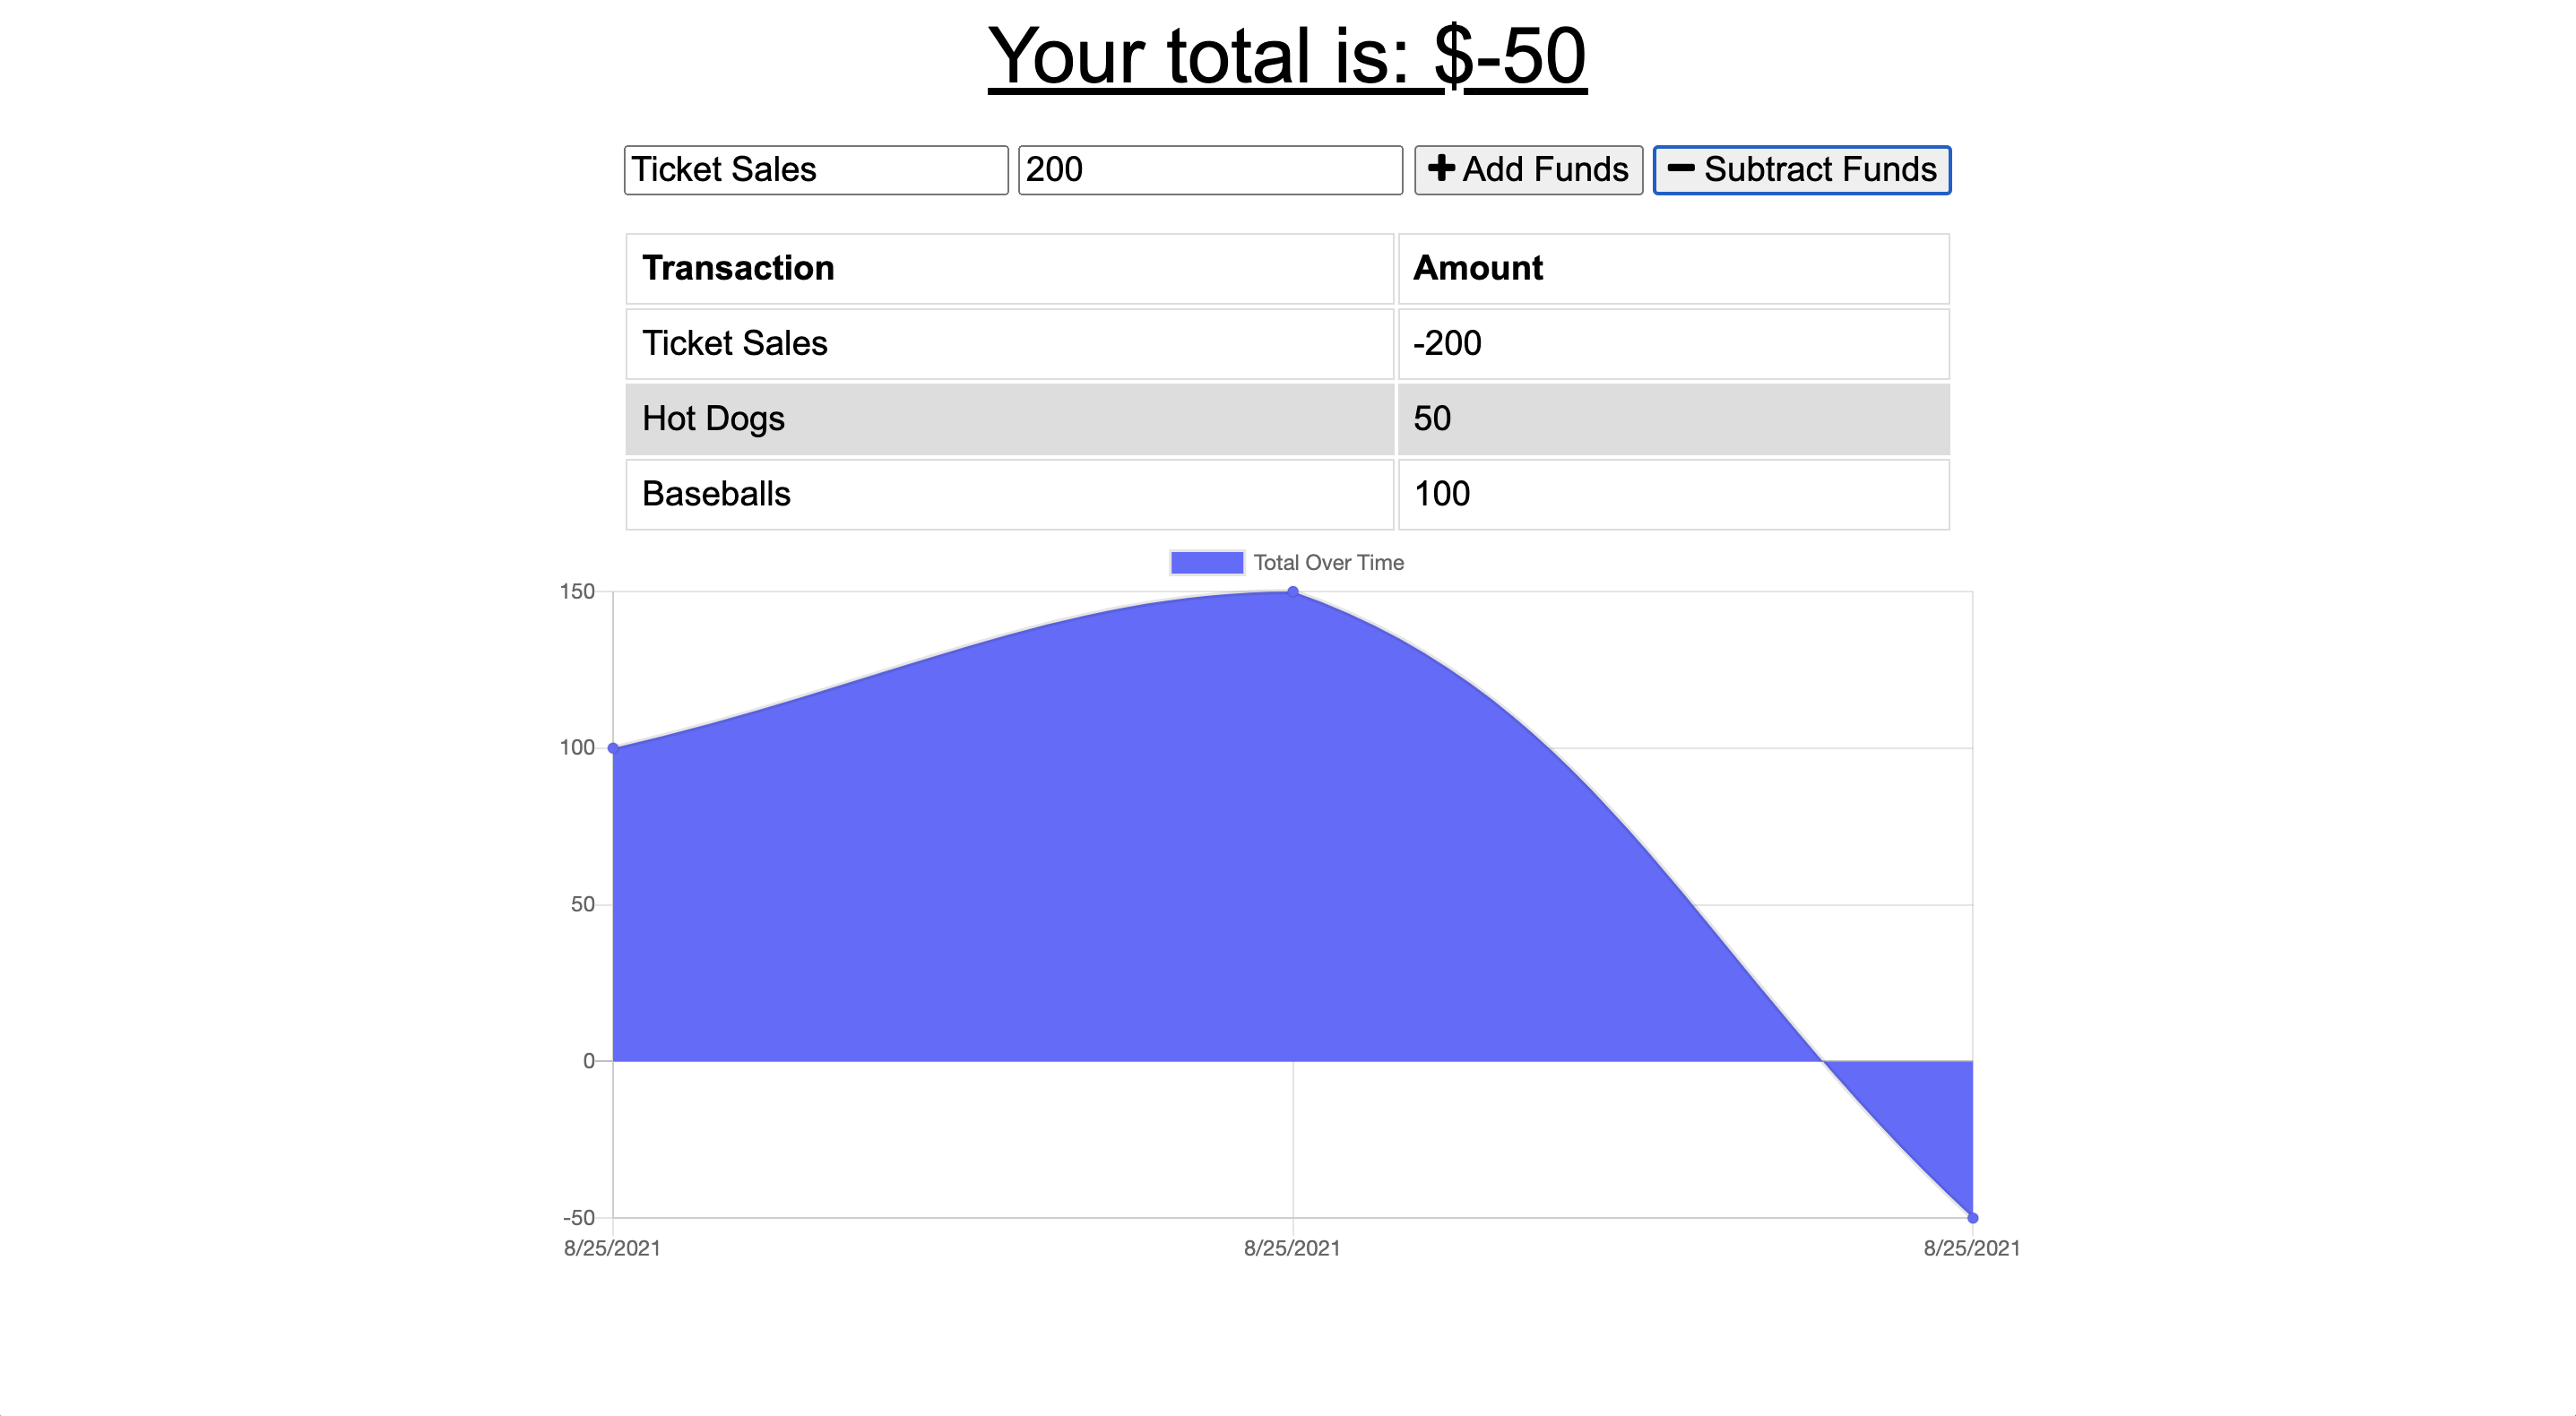 Your total is: $-50
Ticket Sales 200 Add Funds Subtract Funds
Transaction Amount
Ticket Sales -200
Hot Dogs 50
Baseballs 100
Total Over Time
150
100
50
0
-50
8/25/2021 8/25/2021 8/25/2021